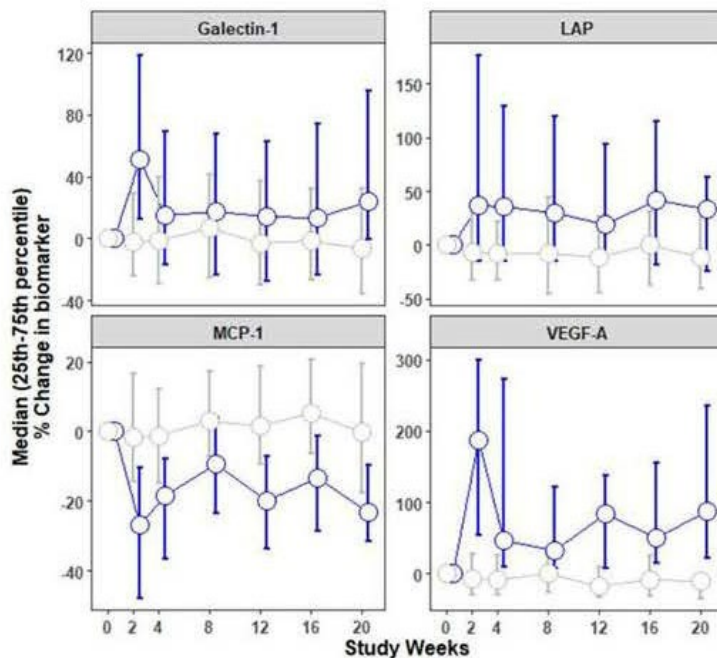 Galectin-1
LAP
120
80
40
0
-40
150
100
50
0
-50
MCP-1
VEGF-A
20
0
-20
-40
300
200
100
0
0 2 4 8 12 16 20
0 2 4 8 12 16 20
Median (25th-75th percentile)
% Change in biomarker
Study Weeks